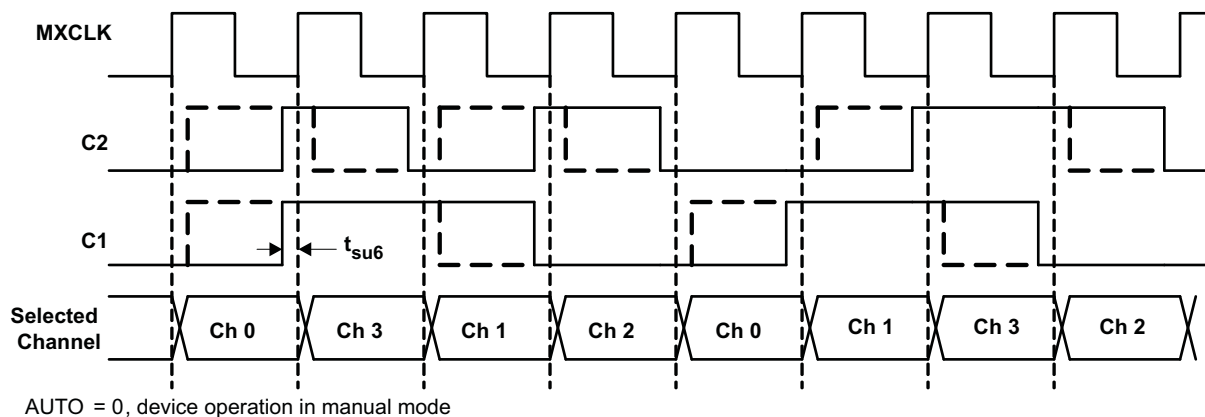 MXCLK
C2
C1
tsu6
Selected
Channel
Ch 0
Ch 3
Ch 1
Ch 2
Ch 0
Ch 1
Ch 3
Ch 2
AUTO = 0, device operation in manual mode